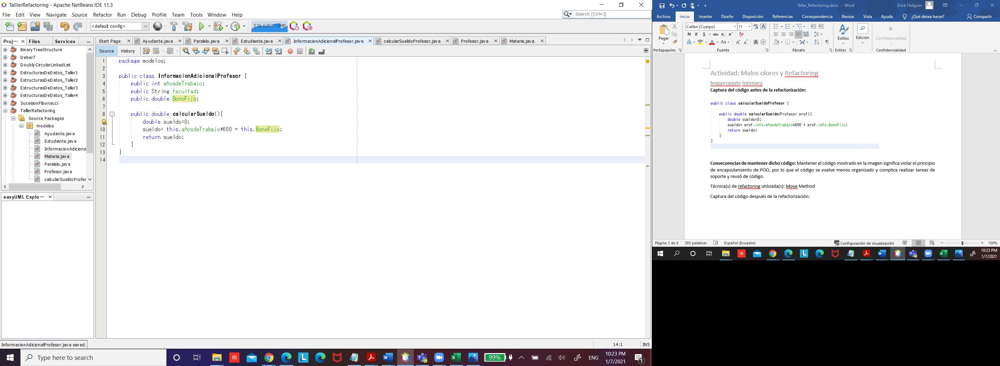 TalllerRefactoring - Apache NetBeans IDE 11.3
File Edit View Navigate Source Refactor Run Debug Profile Team Tools Window Help
Search (Ctrl+I)
<default config>
516.6/877.0MB
Proj... Files Services
Start Page Ayudante.java Paralelo.java Estudiante.java InformacionAdicionalProfesor.java calcularSueldoProfesor.java Profesor.java Materia.java
Source History
BinaryTreeStructure
Deber7
DoublyCircularLinkedList
EstructurasDeDatos_Taller1
EstructurasDeDatos_Taller2
EstructurasDeDatos_Taller3
EstructurasDeDatos_Taller4
SucesionFibonacci
TalllerRefactoring
Source Packages
modelos
Ayudante.java
Estudiante.java
InformacionAdiciona
Materia.java
Paralelo.java
Profesor.java
calcularSueldoProfes
easyUML Explo...
1 package modelos;
2
3 public class InformacionAdicionalProfesor {
4 public int añosdeTrabajo;
5 public String facultad;
6 public double BonoFijo;
7
8 public double calcularSueldo(){
double sueldo=0;
10 sueldo= this.añosdeTrabajo*600 + this.BonoFijo;
11 return sueldo;
12 }
13 }
14
InformacionAdicionalProfesor.java saved.
14:1 INS
Type here to search
99%
ENG
10:23 PM
1/7/2021
1
Taller_Refactoring.docx - Word
Erick Holguin
Archivo Inicio Insertar Diseño Disposición Referencias Correspondencia Revisar Vista Ayuda ¿Qué desea hacer? Compartir
Pegar
Calibri (Cuerpo) 11
N K S abc x₂ x²
Estilos
Edición
Confidencialidad
Portapapeles Fuente Párrafo Estilos Confidencialidad
Actividad: Malos olores y Refactoring
Inappropiate Intimacy
Captura del código antes de la refactorización:
public class calcularSueldoProfesor {
public double calcularSueldo(Profesor prof){
double sueldo=0;
sueldo= prof.info.añosdeTrabajo*600 + prof.info.BonoFijo;
return sueldo;
}
}
Consecuencias de mantener dicho código: Mantener el código mostrado en la imagen significa violar el principio
de encapsulamiento de POO, por lo que el código se vuelve menos organizado y complica realizar tareas de
soporte y reusó de código.
Técnica(s) de refactoring utilizada(s): Move Method
Captura del código después de la refactorización:
Página 3 de 8 385 palabras Español (Ecuador) Configuración de visualización 100%
10:23 PM
1/7/2021